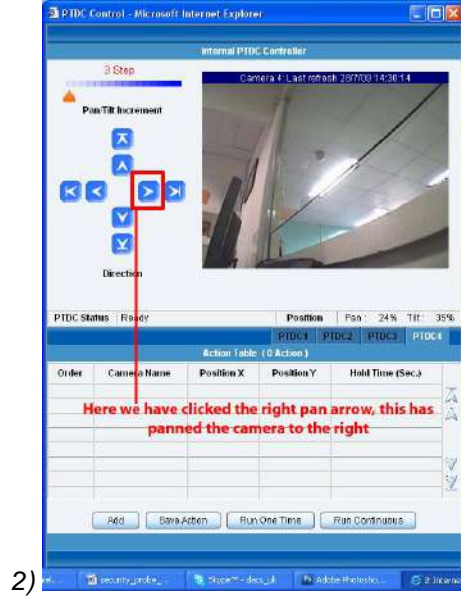 PTDC Control - Microsoft Internet Explorer
Internal PTDC Controller
3 Step
Camera 4: Last refresh 28/7/09 14:30:14
Pan/Tilt Increment
Direction
PTDC Status Ready Position Pan : 24% Tilt : 35%
PTDC1 PTDC2 PTDC3 PTDC4
Action Table ( 0 Action )
Order Camera Name Position X Position Y Hold Time (Sec.)
Here we have clicked the right pan arrow, this has
panned the camera to the right
Add Save Action Run One Time Run Continuous
2)
security_probe_... Skype™ - des_uk Adobe Photosho... 2 Interne